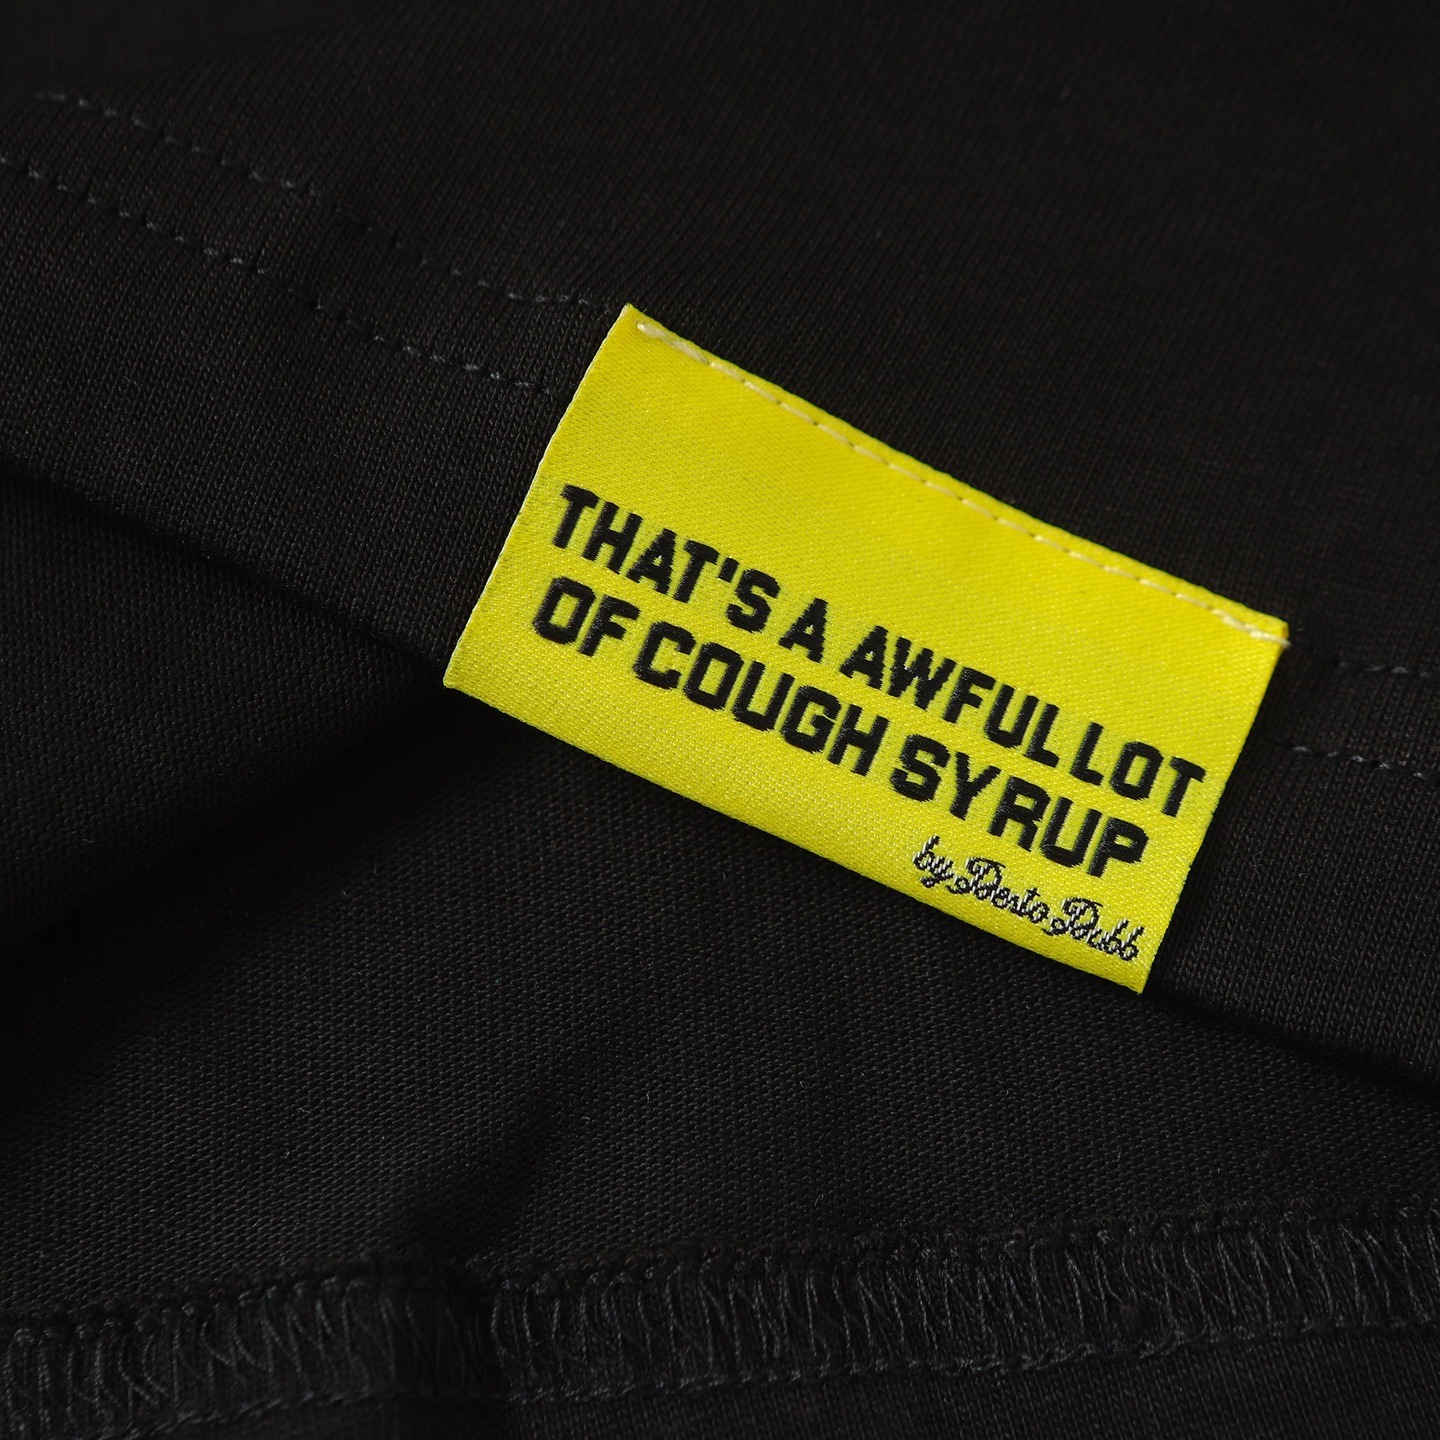 THAT'S A AWFUL LOT
OF COUGH SYRUP
by Desto Dubb